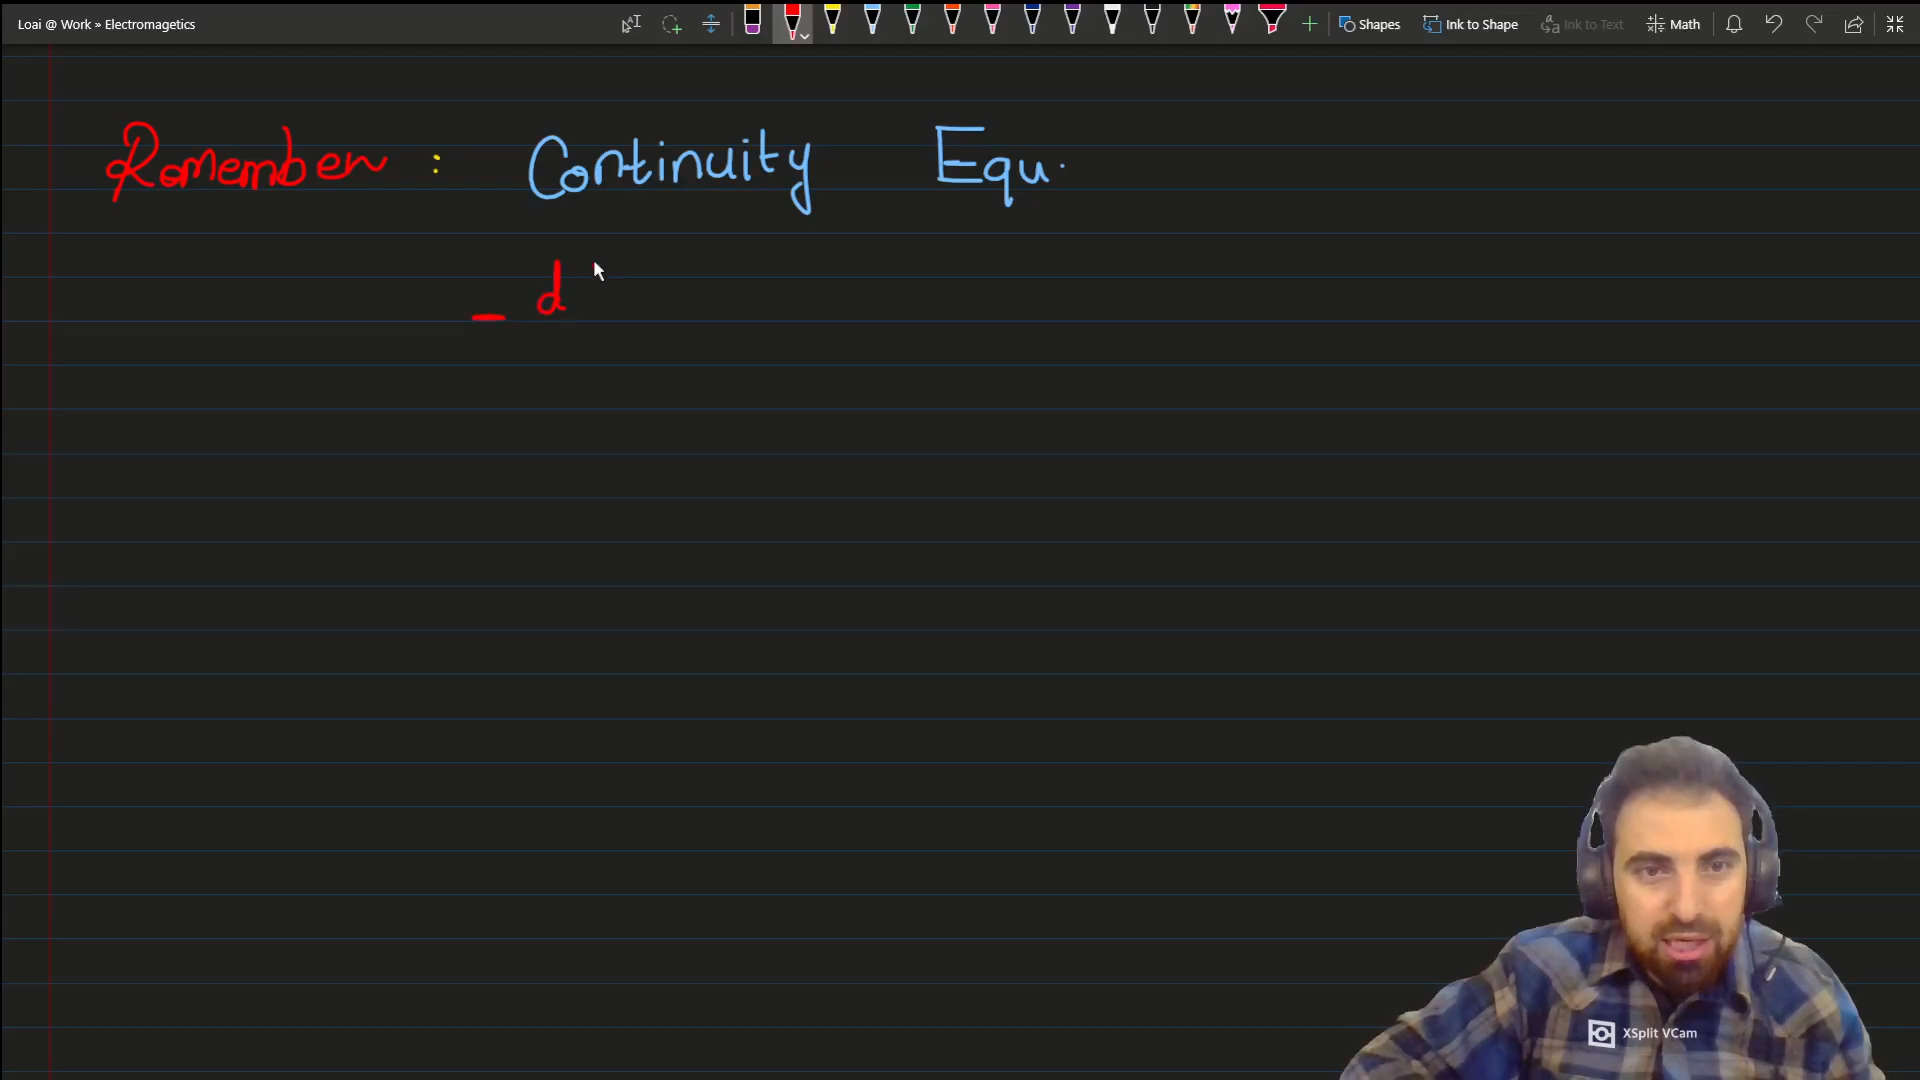 Loai @ Work » Electromagetics
Shapes Ink to Shape Ink to Text Math
Remember : Continuity Equ.
- d
XSplit VCam